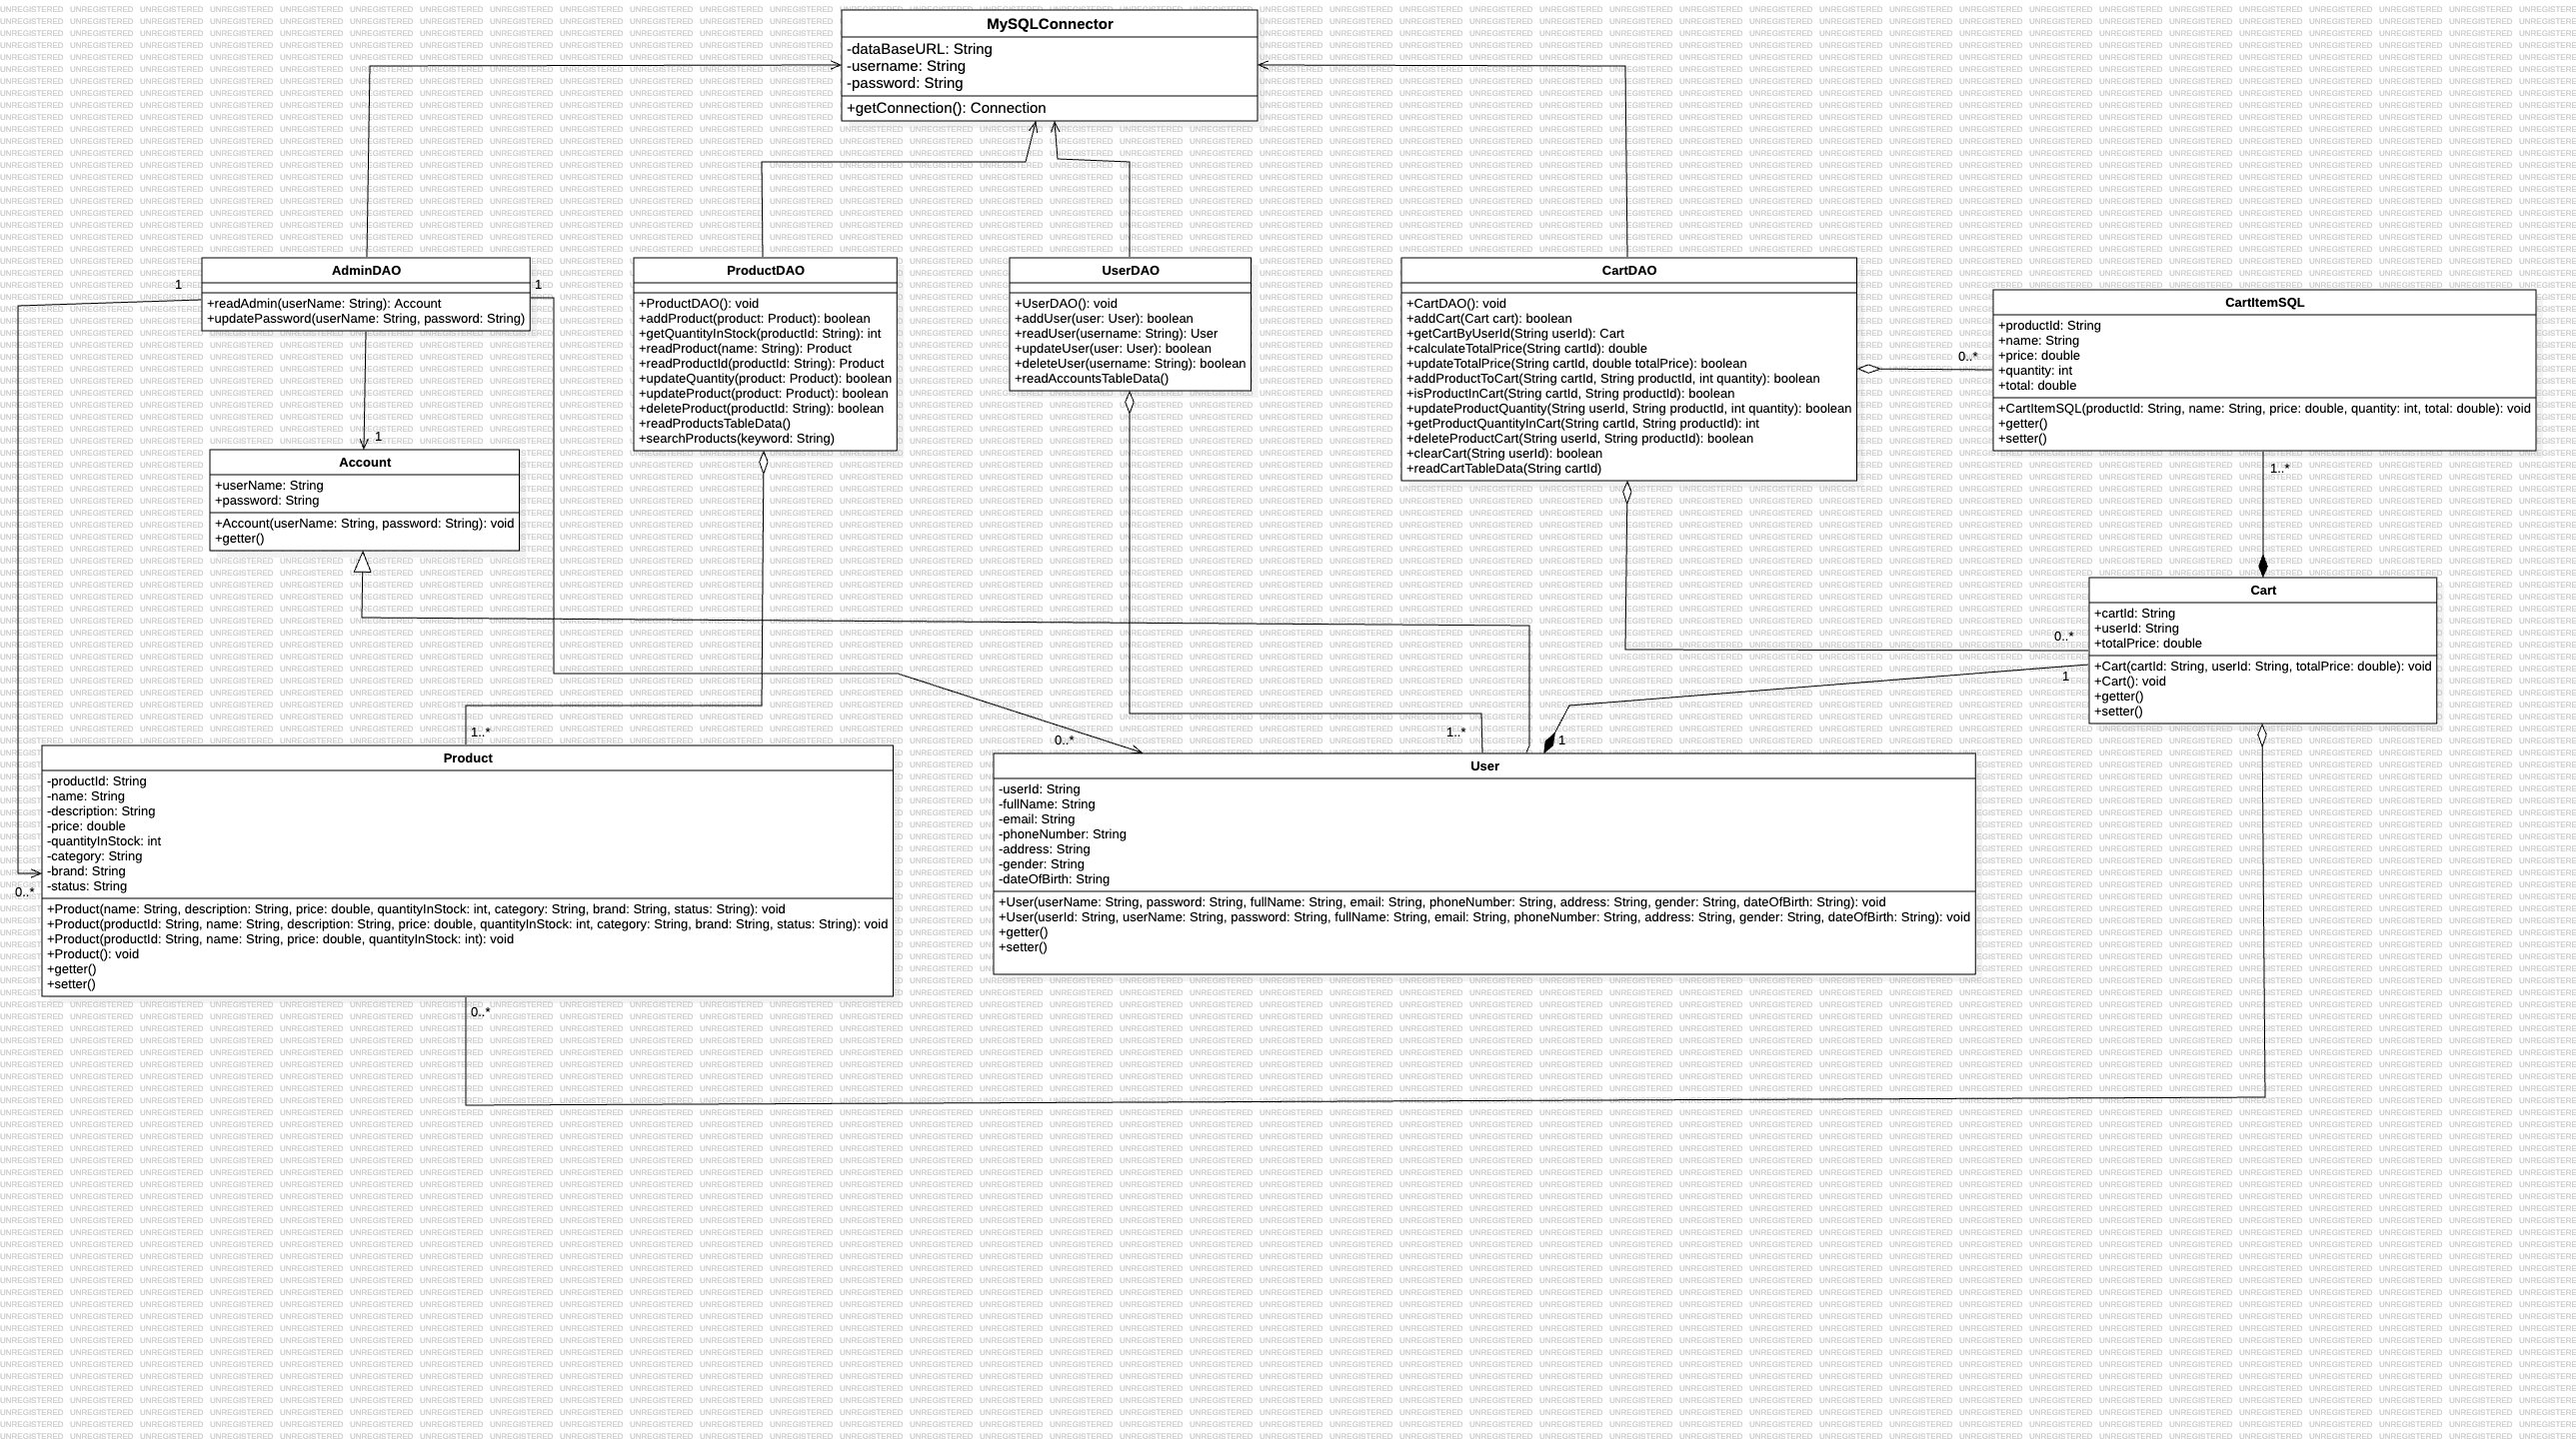 MySQLConnector
-dataBaseURL: String
-username: String
-password: String
+getConnection(): Connection
AdminDAO
+readAdmin(userName: String): Account
+updatePassword(userName: String, password: String)
1
1
ProductDAO
+ProductDAO(): void
+addProduct(product: Product): boolean
+getQuantityInStock(productId: String): int
+readProduct(name: String): Product
+readProductId(productId: String): Product
+updateQuantity(product: Product): boolean
+updateProduct(product: Product): boolean
+deleteProduct(productId: String): boolean
+readProductsTableData()
+searchProducts(keyword: String)
UserDAO
+UserDAO(): void
+addUser(user: User): boolean
+readUser(username: String): User
+updateUser(user: User): boolean
+deleteUser(username: String): boolean
+readAccountsTableData()
CartDAO
+CartDAO(): void
+addCart(Cart cart): boolean
+getCartByUserId(String userId): Cart
+calculateTotalPrice(String cartId): double
+updateTotalPrice(String cartId, double totalPrice): boolean
+addProductToCart(String cartId, String productId, int quantity): boolean
+isProductInCart(String cartId, String productId): boolean
+updateProductQuantity(String userId, String productId, int quantity): boolean
+getProductQuantityInCart(String cartId, String productId): int
+deleteProductCart(String userId, String productId): boolean
+clearCart(String userId): boolean
+readCartTableData(String cartId)
0..*
CartItemSQL
+productId: String
+name: String
+price: double
+quantity: int
+total: double
+CartItemSQL(productId: String, name: String, price: double, quantity: int, total: double): void
+getter()
+setter()
1..*
1
Account
+userName: String
+password: String
+Account(userName: String, password: String): void
+getter()
Cart
+cartId: String
+userId: String
+totalPrice: double
+Cart(cartId: String, userId: String, totalPrice: double): void
+Cart(): void
+getter()
+setter()
0..*
1
1..*
0..*
1..*
1
Product
-productId: String
-name: String
-description: String
-price: double
-quantityInStock: int
-category: String
-brand: String
-status: String
+Product(name: String, description: String, price: double, quantityInStock: int, category: String, brand: String, status: String): void
+Product(productId: String, name: String, description: String, price: double, quantityInStock: int, category: String, brand: String, status: String): void
+Product(productId: String, name: String, price: double, quantityInStock: int): void
+Product(): void
+getter()
+setter()
0..*
0..*
User
-userId: String
-fullName: String
-email: String
-phoneNumber: String
-address: String
-gender: String
-dateOfBirth: String
+User(userName: String, password: String, fullName: String, email: String, phoneNumber: String, address: String, gender: String, dateOfBirth: String): void
+User(userId: String, userName: String, password: String, fullName: String, email: String, phoneNumber: String, address: String, gender: String, dateOfBirth: String): void
+getter()
+setter()
UNREGISTERED